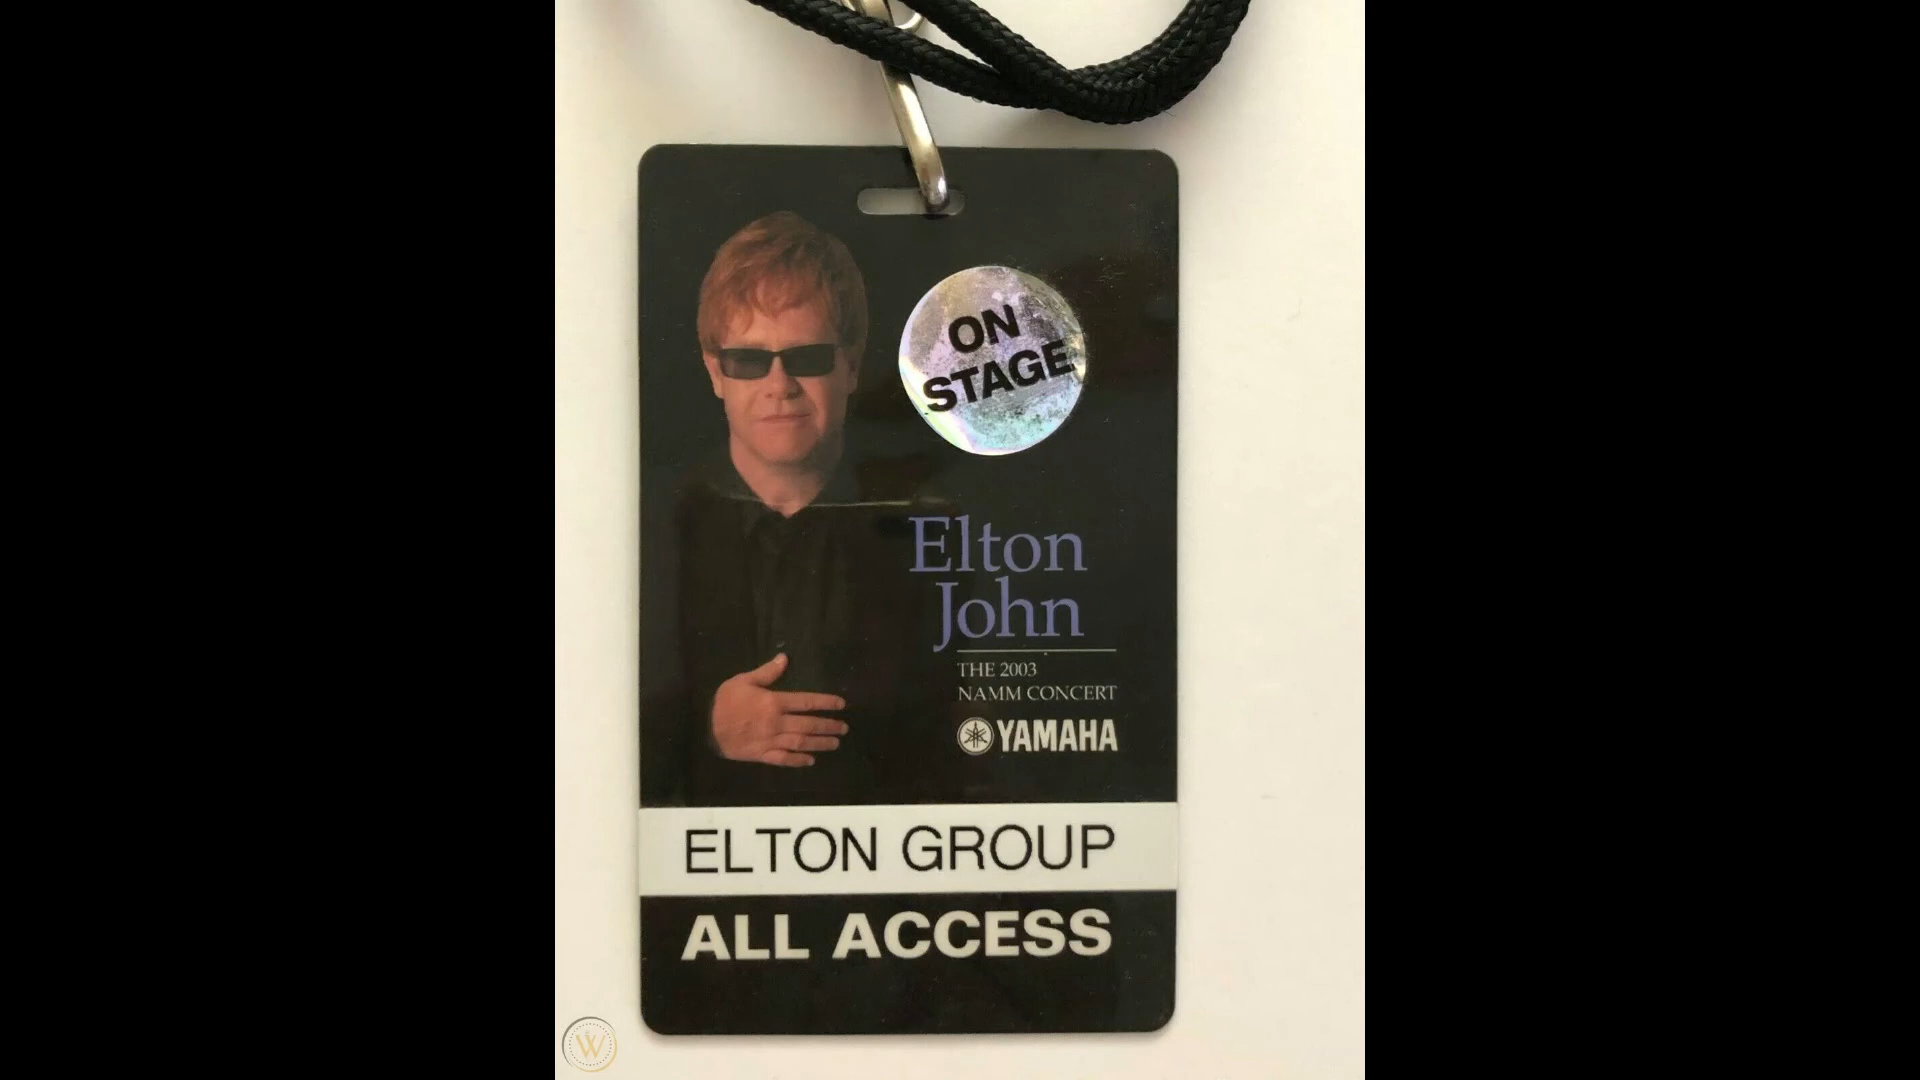 ON
STAGE
Elton
John
THE 2003
NAMM CONCERT
YAMAHA
ELTON GROUP
ALL ACCESS
W